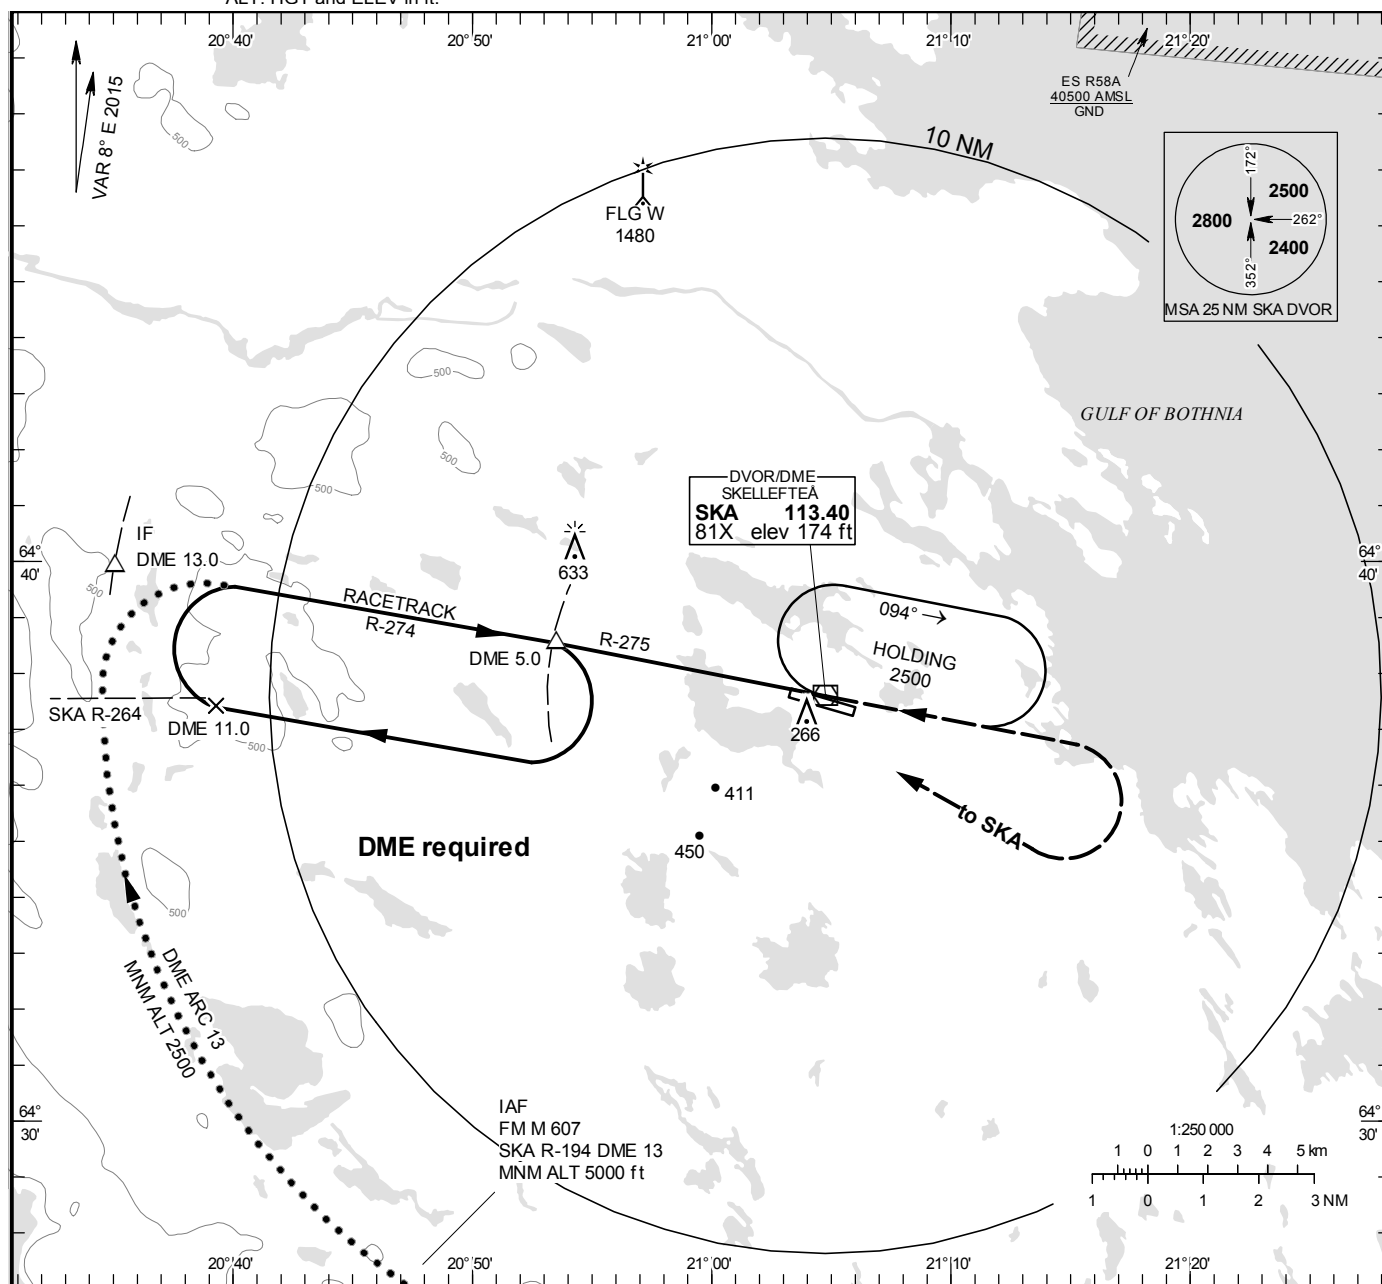 ALT. HGT and ELEV in ft.
20°40'
20°50'
21°00'
21°10'
21°20'
VAR 8° E 2015
500
ES R58A
40500 AMSL
GND
10 NM
172°
2500
2800
262°
2400
352°
MSA 25 NM SKA DVOR
FLG W
1480
500
GULF OF BOTHNIA
500
500
DVOR/DME
SKELLEFTEÅ
SKA 113.40
81X elev 174 ft
IF
DME 13.0
64°
40'
64°
40'
500
633
RACETRACK
R-274
094°
R-275
HOLDING
2500
DME 5.0
SKA R-264
DME 11.0
500
266
411
to SKA
450
DME required
500
DME ARC 13
MNM ALT 2500
IAF
FM M 607
SKA R-194 DME 13
MNM ALT 5000 ft
64°
30'
64°
30'
1:250 000
1 0 1 2 3 4 5 km
1 0 1 2 3 NM
20°40'
20°50'
21°00'
21°10'
21°20'